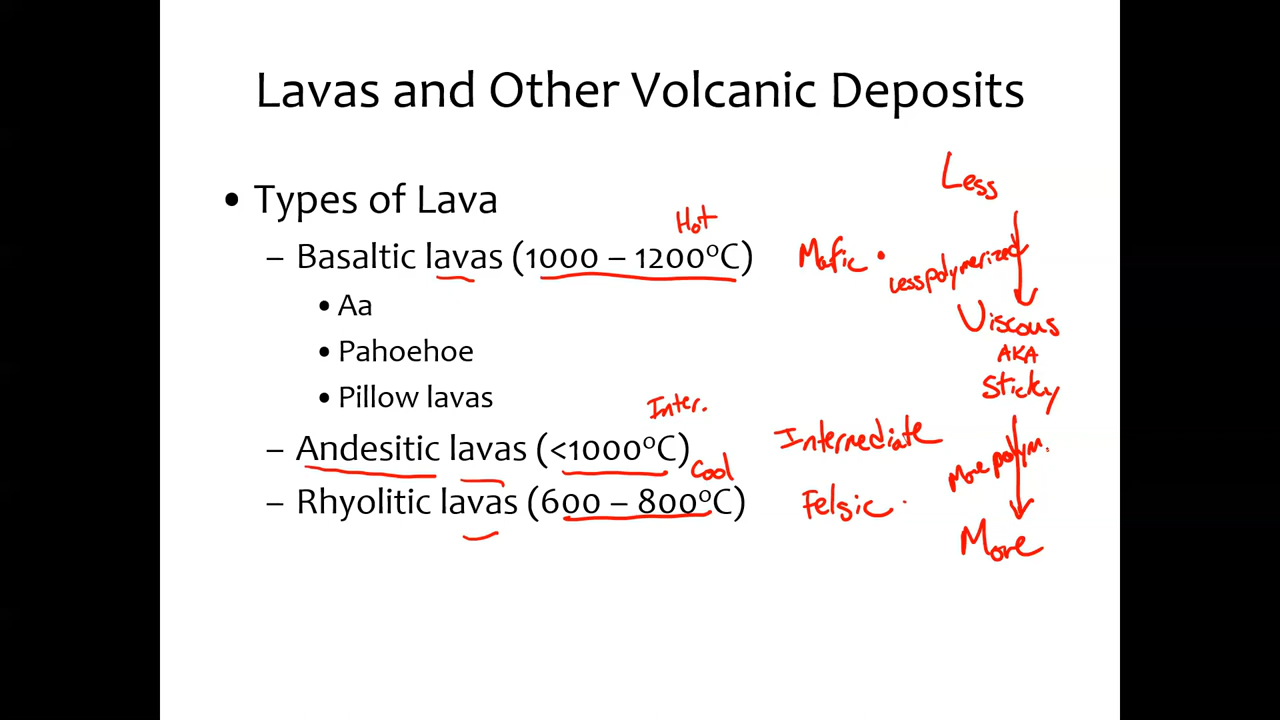 Lavas and Other Volcanic Deposits
Less
• Types of Lava
Hot
– Basaltic lavas (1000 – 1200°C)
Mafic •
Less polymerized
• Aa
Viscous
• Pahoehoe
AKA
Sticky
• Pillow lavas
Inter.
– Andesitic lavas (<1000°C)
Intermediate
More polym.
Cool
– Rhyolitic lavas (600 – 800°C)
Felsic
More